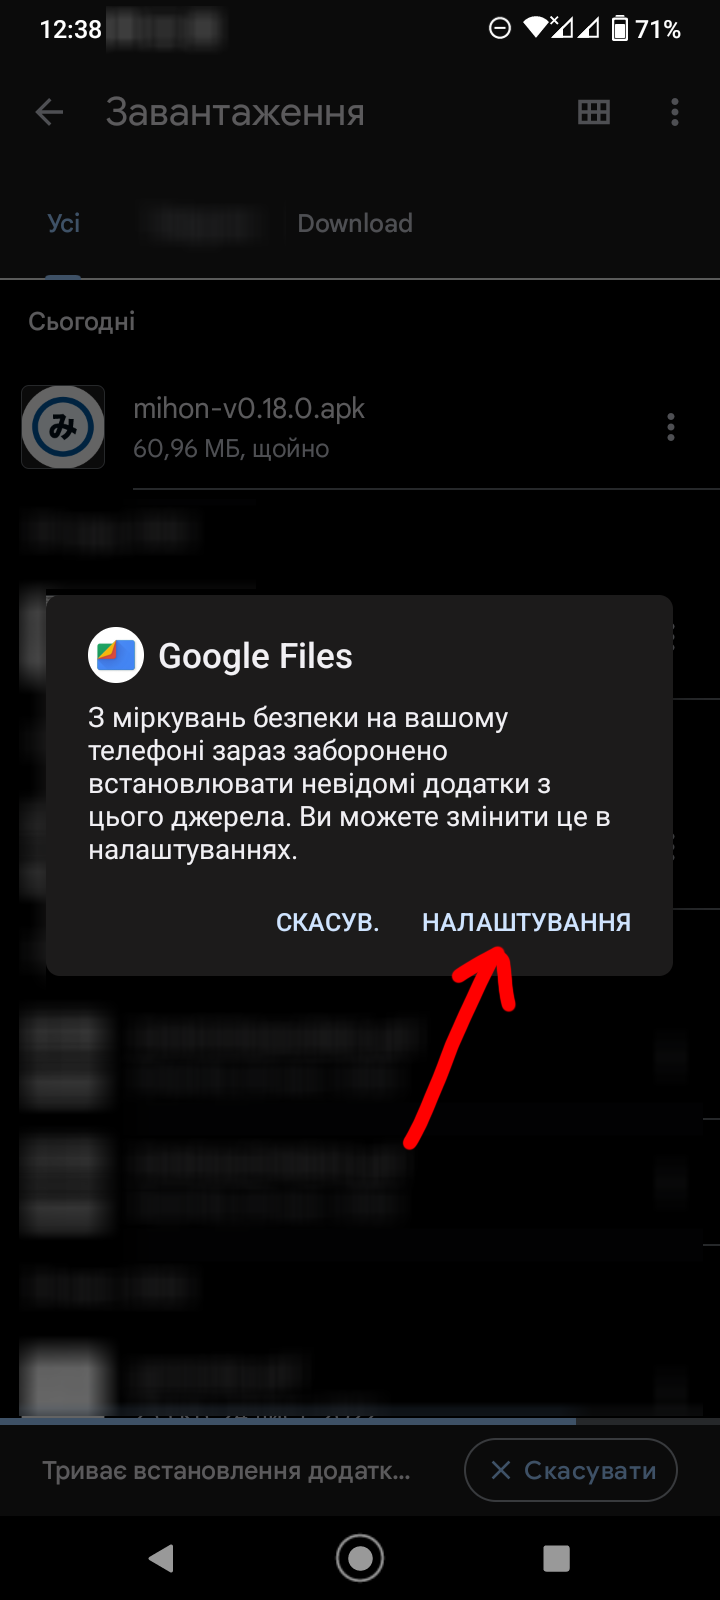 12:38
71%
Завантаження
Усі
Download
Сьогодні
み
mihon-v0.18.0.apk
60,96 МБ, щойно
Google Files
З міркувань безпеки на вашому
телефоні зараз заборонено
встановлювати невідомі додатки з
цього джерела. Ви можете змінити це в
налаштуваннях.
СКАСУВ.
НАЛАШТУВАННЯ
Триває встановлення додатк...
Скасувати